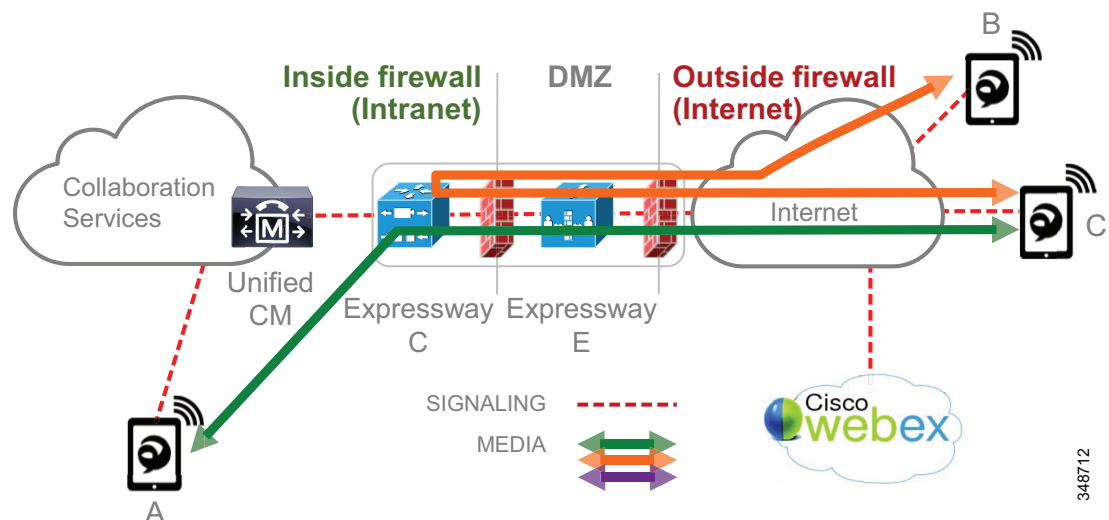 B
Inside firewall
(Intranet)
DMZ
Outside firewall
(Internet)
Collaboration
Services
M
Internet
C
Unified
CM
Expressway
C
Expressway
E
SIGNALING
MEDIA
Cisco
webex
A
348712